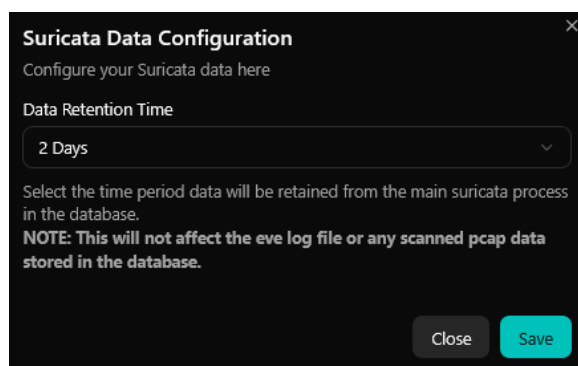 Suricata Data Configuration
Configure your Suricata data here
Data Retention Time
2 Days
Select the time period data will be retained from the main suricata process
in the database.
NOTE: This will not affect the eve log file or any scanned pcap data
stored in the database.
Close Save